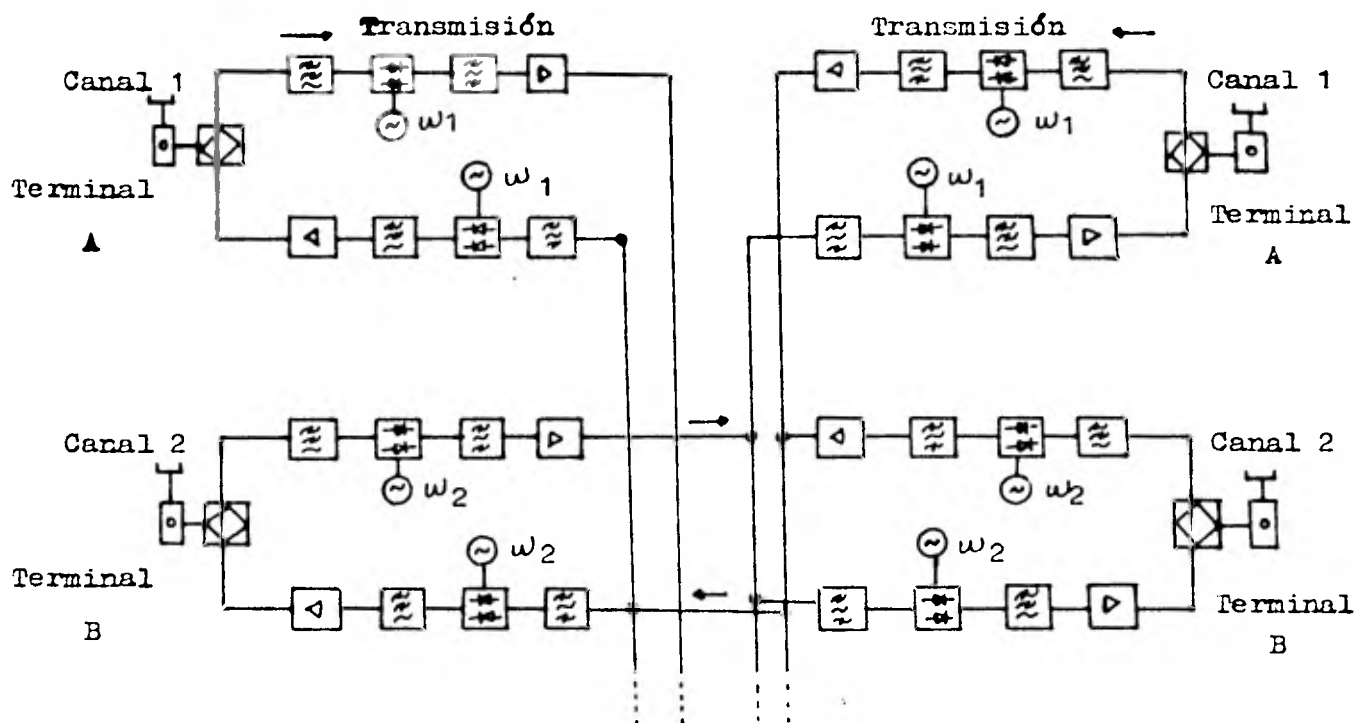 Transmisión
Transmisión
Canal 1
Canal 1
ω1
ω1
Terminal
A
ω1
ω1
Terminal
A
Canal 2
Canal 2
ω2
ω2
Terminal
B
ω2
ω2
Terminal
B